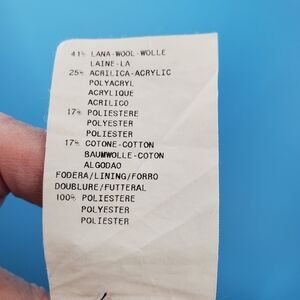 41% LANA-WOOL-WOLLE
LAINE-LA
25% ACRILICA-ACRYLIC
POLYACRYL
ACRYLIQUE
ACRILICO
17% POLIESTERE
POLYESTER
POLIESTER
17% COTONE-COTTON
BAUMWOLLE-COTON
ALGODAO
FODERA/LINING/FORRO
DOUBLURE/FUTTERAL
100% POLIESTERE
POLYESTER
POLIESTER